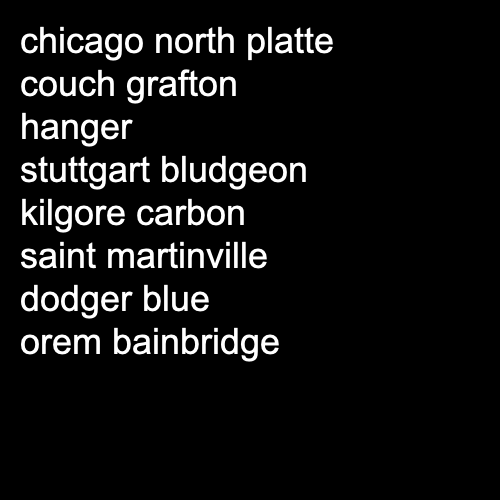 chicago north platte
couch grafton
hanger
stuttgart bludgeon
kilgore carbon
saint martinville
dodger blue
orem bainbridge